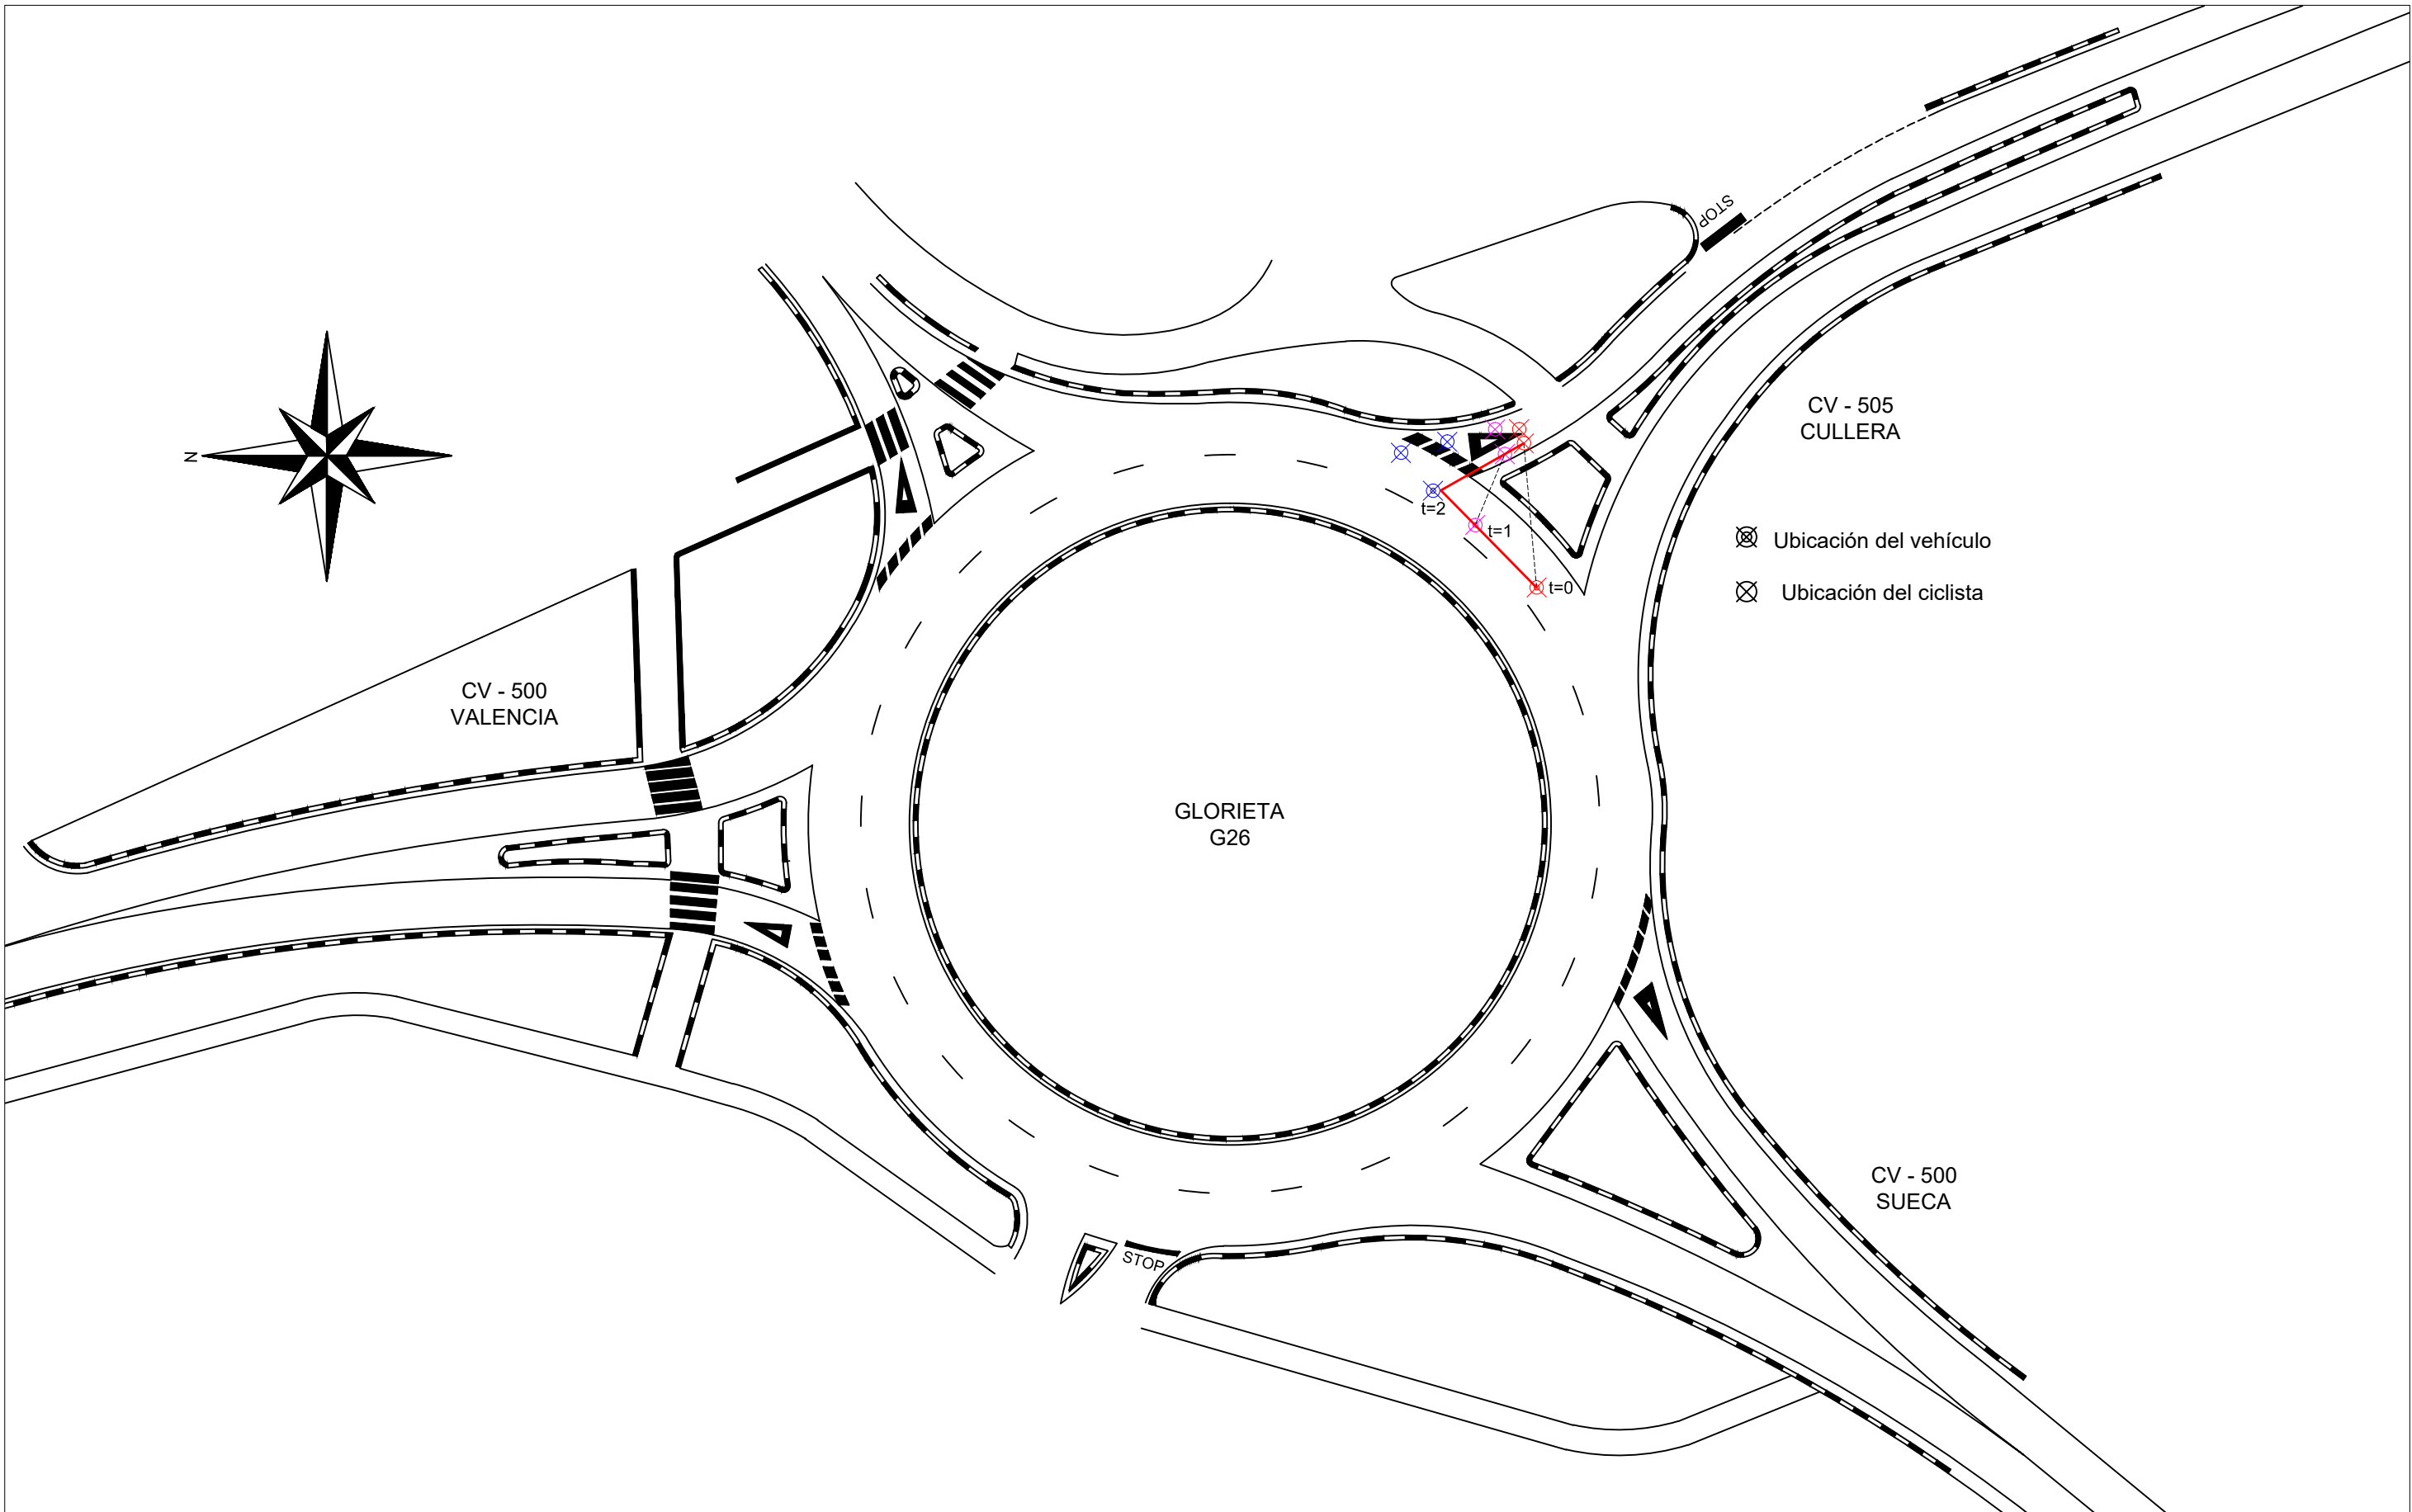 STOP
CV - 505
CULLERA
N
t=2
t=1
t=0
Ubicación del vehículo
Ubicación del ciclista
CV - 500
VALENCIA
GLORIETA
G26
CV - 500
SUECA
STOP